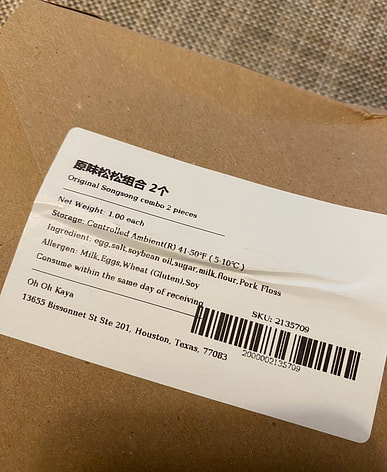 原味松松组合 2个
Original Songsong combo 2 pieces
Net Weight: 1.00 each
Storage: Controlled Ambient(R) 41-50°F ( 5-10℃ )
Ingredient: egg,salt,soybean oil,sugar,milk,flour,Pork Floss
Allergen: Milk,Eggs,Wheat (Gluten),Soy
Consume within the same day of receiving
SKU: 2135709
2000002135709
Oh Oh Kaya
13655 Bissonnet St Ste 201, Houston, Texas, 77083